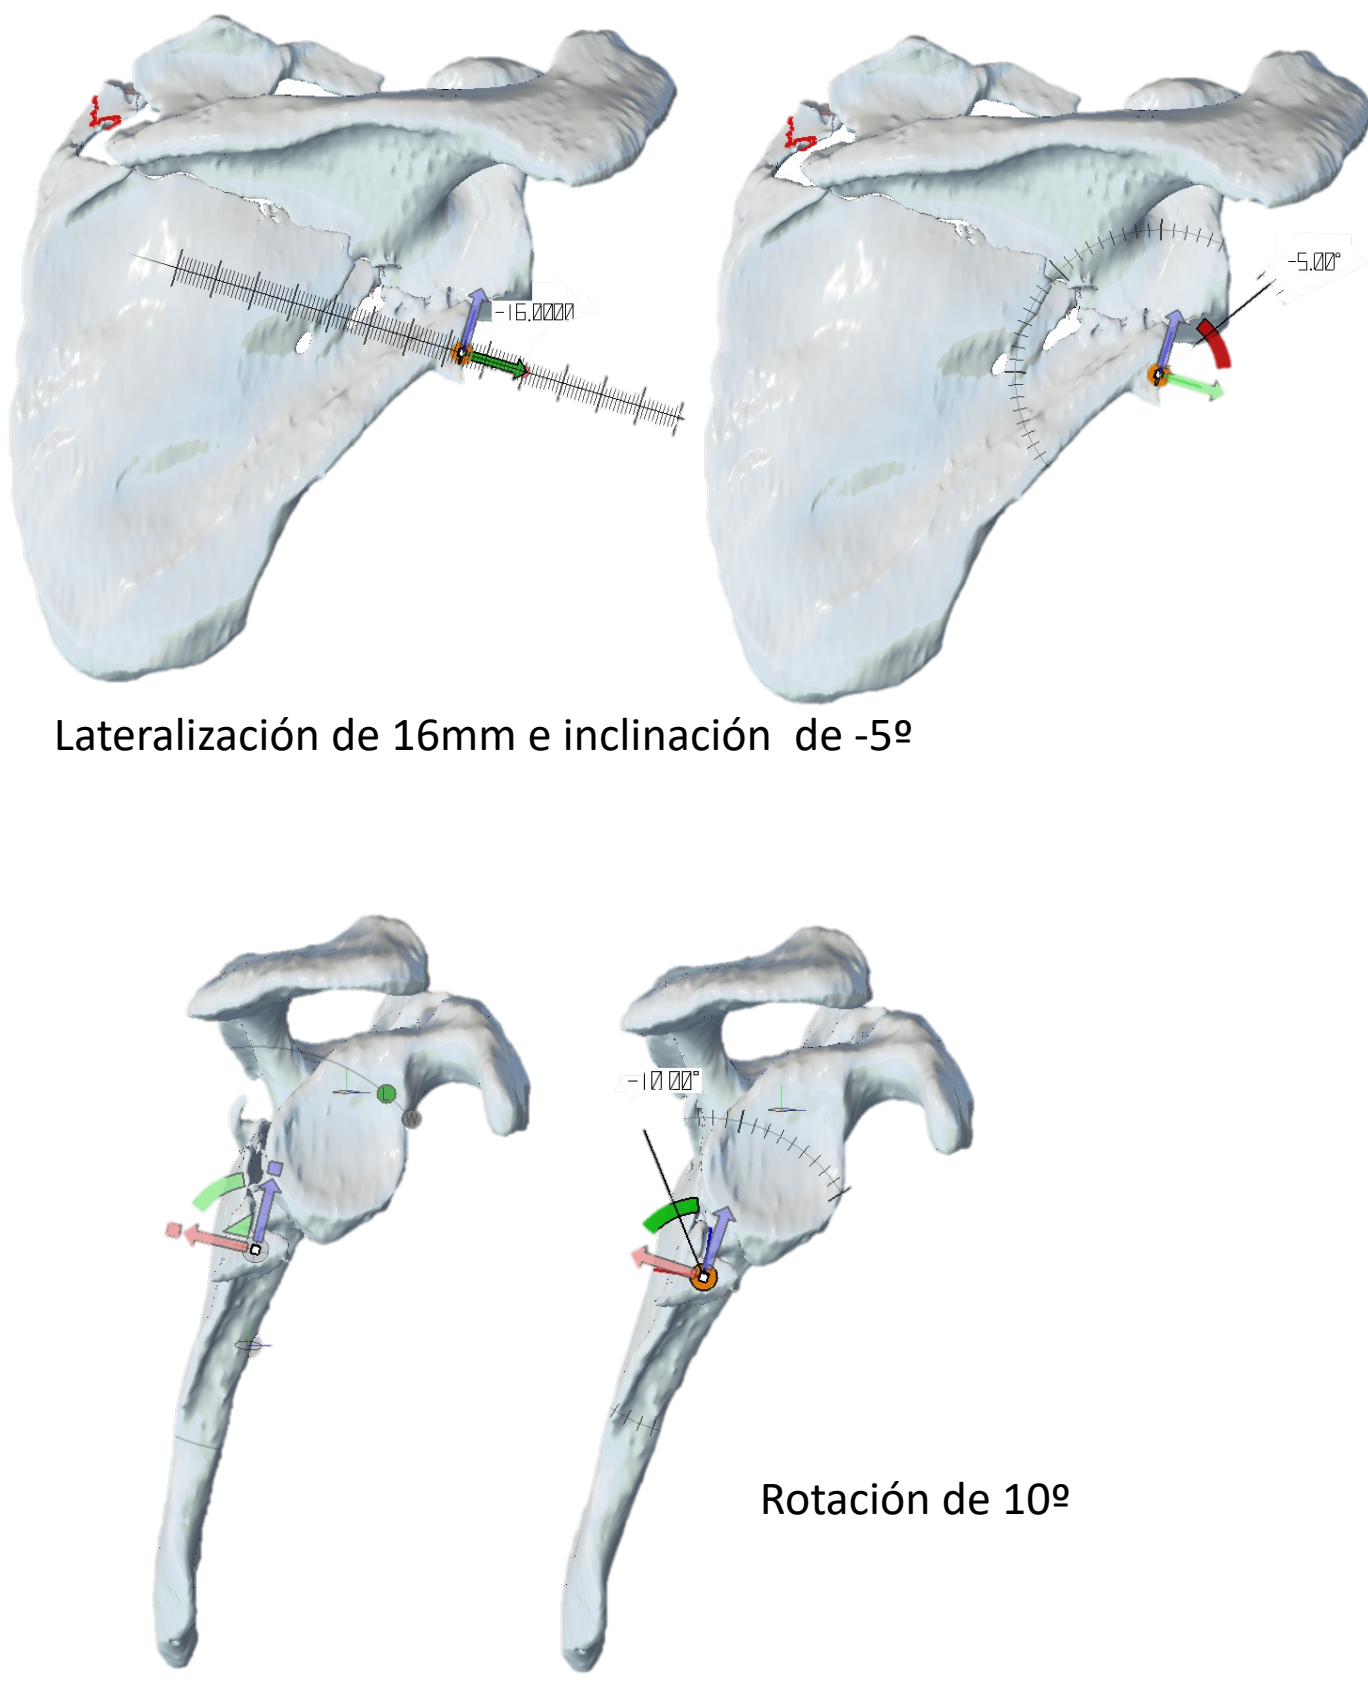 -16.0000
-5.00°
Lateralización de 16mm e inclinación  de -5º
L
W
-10.00°
Rotación de 10º